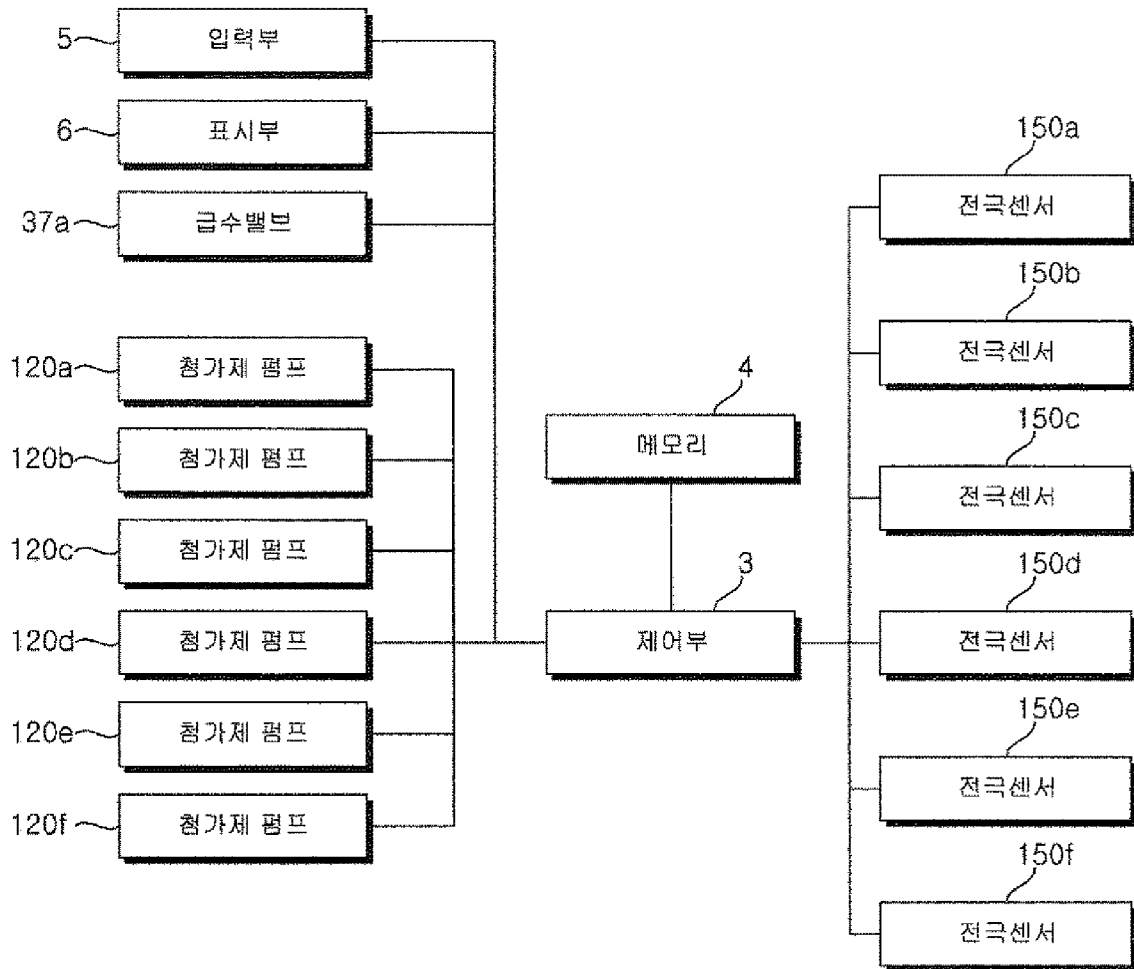 5 입력부
6 표시부
37a 급수밸브
120a 첨가제 펌프
120b 첨가제 펌프
120c 첨가제 펌프
120d 첨가제 펌프
120e 첨가제 펌프
120f 첨가제 펌프
4
메모리
3
제어부
150a
전극센서
150b
전극센서
150c
전극센서
150d
전극센서
150e
전극센서
150f
전극센서